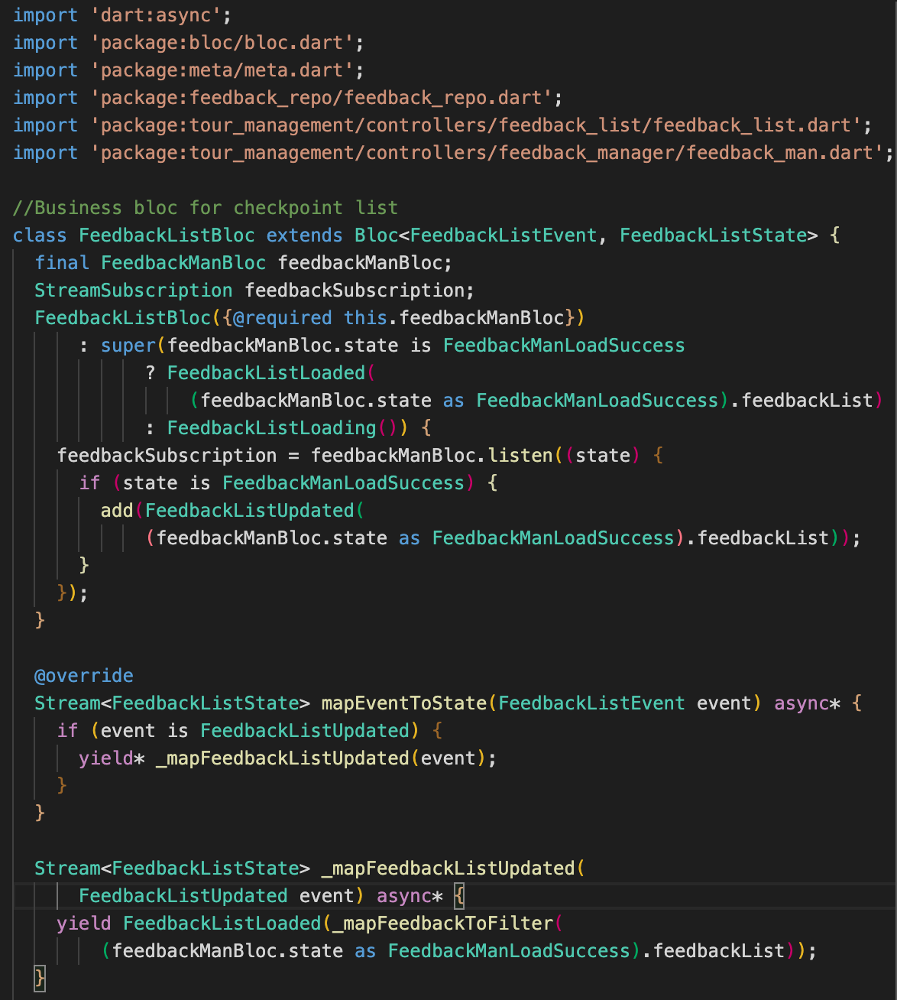 import 'dart:async';
import 'package:bloc/bloc.dart';
import 'package:meta/meta.dart';
import 'package:feedback_repo/feedback_repo.dart';
import 'package:tour_management/controllers/feedback_list/feedback_list.dart';
import 'package:tour_management/controllers/feedback_manager/feedback_man.dart';

//Business bloc for checkpoint list
class FeedbackListBloc extends Bloc<FeedbackListEvent, FeedbackListState> {
  final FeedbackManBloc feedbackManBloc;
  StreamSubscription feedbackSubscription;
  FeedbackListBloc({@required this.feedbackManBloc})
      : super(feedbackManBloc.state is FeedbackManLoadSuccess
            ? FeedbackListLoaded(
                (feedbackManBloc.state as FeedbackManLoadSuccess).feedbackList)
            : FeedbackListLoading()) {
    feedbackSubscription = feedbackManBloc.listen((state) {
      if (state is FeedbackManLoadSuccess) {
        add(FeedbackListUpdated(
            (feedbackManBloc.state as FeedbackManLoadSuccess).feedbackList));
      }
    });
  }

  @override
  Stream<FeedbackListState> mapEventToState(FeedbackListEvent event) async* {
    if (event is FeedbackListUpdated) {
      yield* _mapFeedbackListUpdated(event);
    }
  }

  Stream<FeedbackListState> _mapFeedbackListUpdated(
      FeedbackListUpdated event) async* {
    yield FeedbackListLoaded(_mapFeedbackToFilter(
        (feedbackManBloc.state as FeedbackManLoadSuccess).feedbackList));
  }